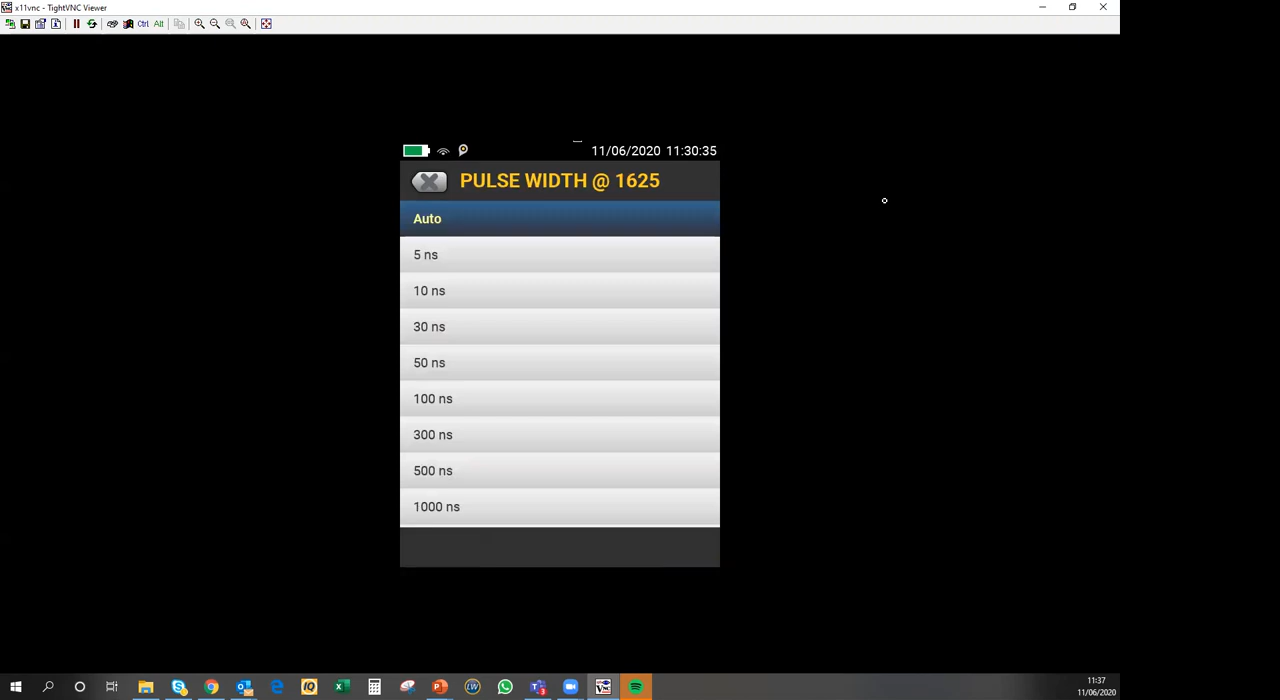 x11vnc - TightVNC Viewer
Ctrl Alt
11/06/2020 11:30:35
PULSE WIDTH @ 1625
Auto
5 ns
10 ns
30 ns
50 ns
100 ns
300 ns
500 ns
1000 ns
11:37
11/06/2020